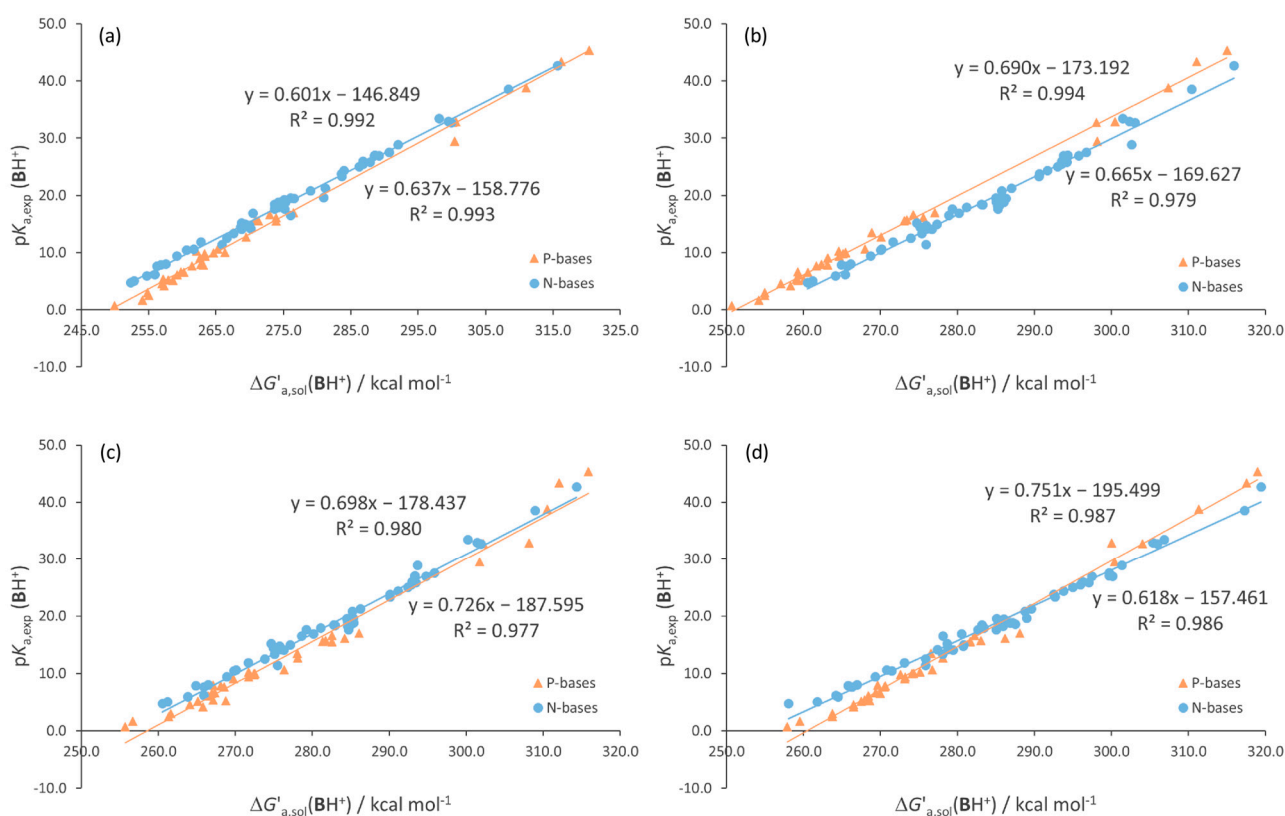 (a)
50.0
40.0
30.0
20.0
10.0
0.0
-10.0
pKa,exp (BH⁺)
y = 0.601x − 146.849
R² = 0.992
y = 0.637x − 158.776
R² = 0.993
P-bases
N-bases
245.0 255.0 265.0 275.0 285.0 295.0 305.0 315.0 325.0
ΔG'a,sol(BH⁺) / kcal mol⁻¹
(b)
50.0
40.0
30.0
20.0
10.0
0.0
-10.0
pKa,exp (BH⁺)
y = 0.690x − 173.192
R² = 0.994
y = 0.665x − 169.627
R² = 0.979
P-bases
N-bases
250.0 260.0 270.0 280.0 290.0 300.0 310.0 320.0
ΔG'a,sol(BH⁺) / kcal mol⁻¹
(c)
50.0
40.0
30.0
20.0
10.0
0.0
-10.0
pKa,exp (BH⁺)
y = 0.698x − 178.437
R² = 0.980
y = 0.726x − 187.595
R² = 0.977
P-bases
N-bases
250.0 260.0 270.0 280.0 290.0 300.0 310.0 320.0
ΔG'a,sol(BH⁺) / kcal mol⁻¹
(d)
50.0
40.0
30.0
20.0
10.0
0.0
-10.0
pKa,exp (BH⁺)
y = 0.751x − 195.499
R² = 0.987
y = 0.618x − 157.461
R² = 0.986
P-bases
N-bases
250.0 260.0 270.0 280.0 290.0 300.0 310.0 320.0
ΔG'a,sol(BH⁺) / kcal mol⁻¹